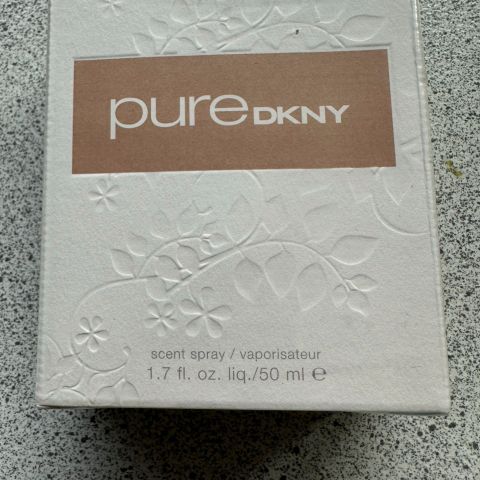 pureDKNY
scent spray / vaporisateur
1.7 fl. oz. liq./50 ml ℮